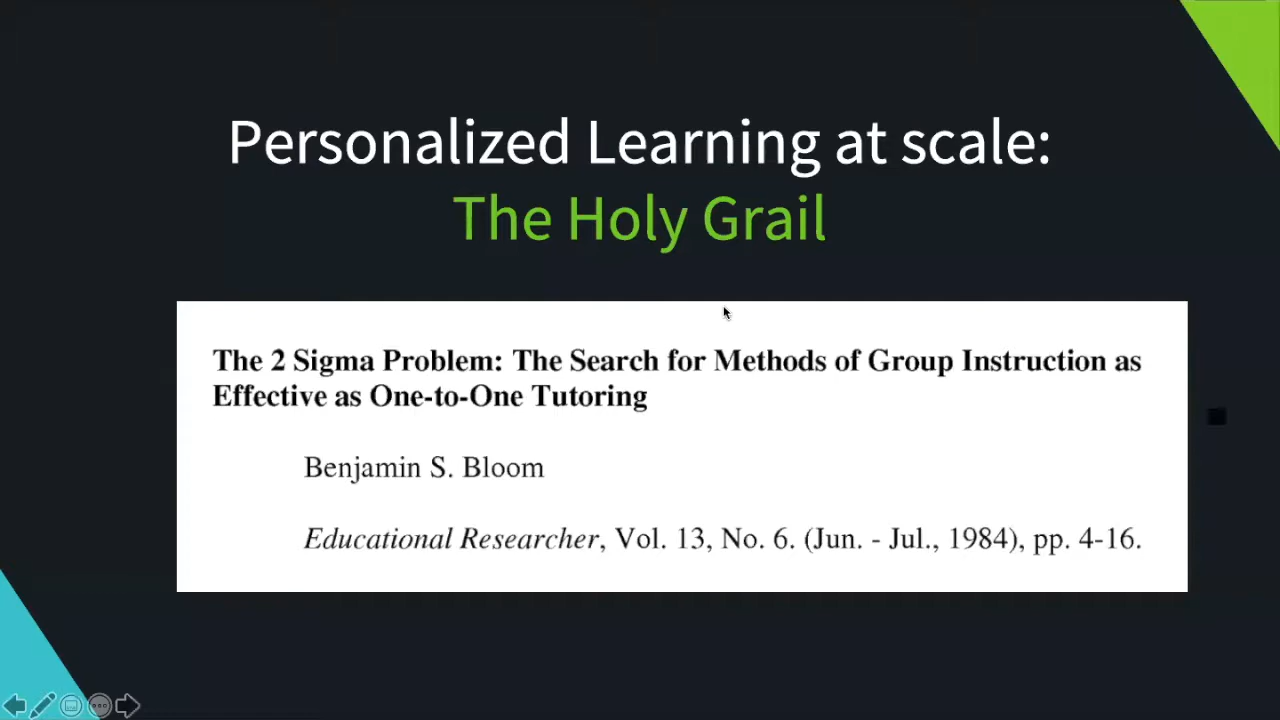 Personalized Learning at scale:
The Holy Grail
The 2 Sigma Problem: The Search for Methods of Group Instruction as
Effective as One-to-One Tutoring
Benjamin S. Bloom
Educational Researcher, Vol. 13, No. 6. (Jun. - Jul., 1984), pp. 4-16.